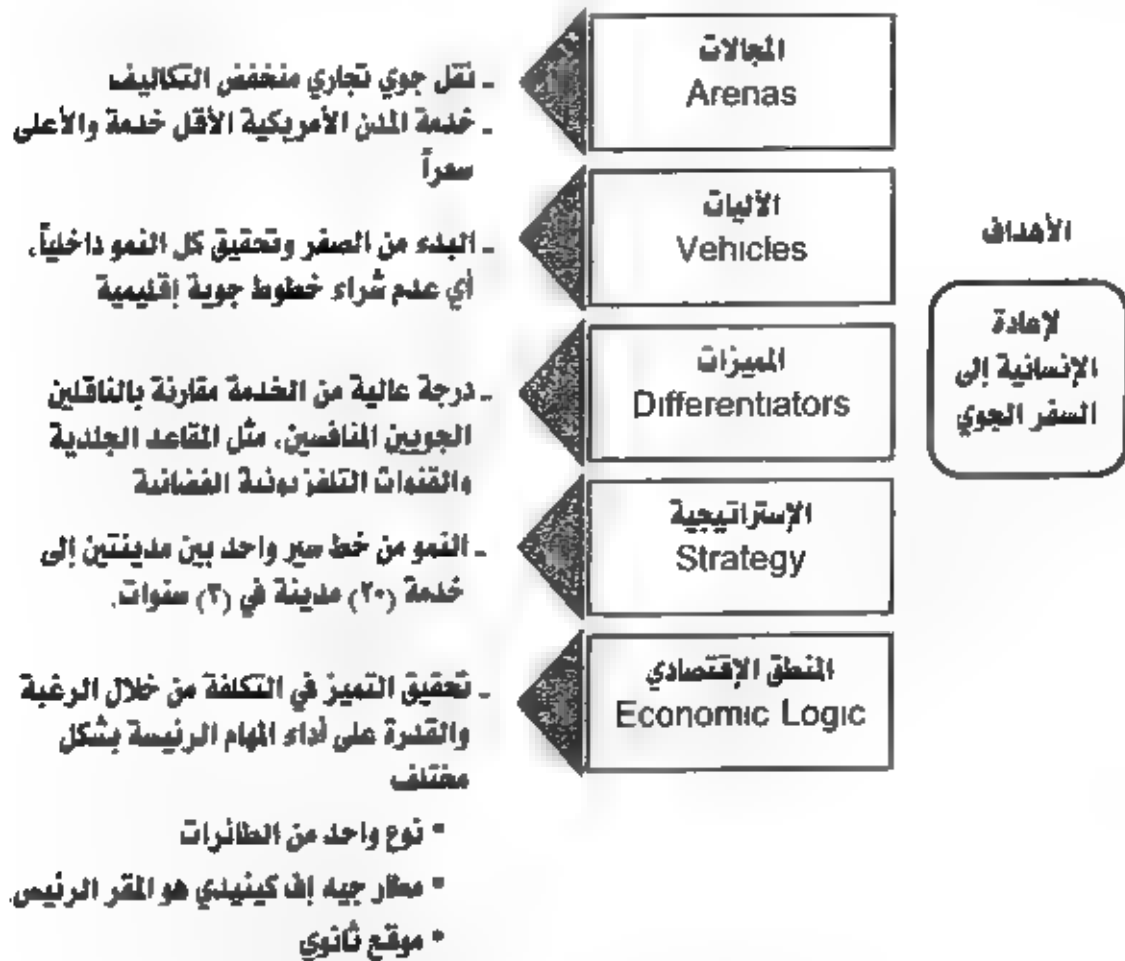 الأهداف
لإعادة
الإنسانية إلى
السفر الجوي
المجالات
Arenas
ـ نقل جوي تجاري منخفض التكاليف
ـ خدمة المدن الأمريكية الأقل خدمة والأعلى
سعراً
الآليات
Vehicles
ـ البدء من الصفر وتحقيق كل النمو داخلياً،
أي عدم شراء خطوط جوية إقليمية
المميزات
Differentiators
ـ درجة عالية من الخدمة مقارنة بالناقلين
الجويين المنافسين، مثل المقاعد الجلدية
والقنوات التلفزيونية الفضائية
الإستراتيجية
Strategy
ـ النمو من خط سير واحد بين مدينتين إلى
خدمة (٢٠) مدينة في (٣) سنوات.
المنطق الإقتصادي
Economic Logic
ـ تحقيق التميز في التكلفة من خلال الرغبة
والقدرة على أداء المهام الرئيسة بشكل
مختلف
* نوع واحد من الطائرات
* مطار جيه إف كينيدي هو المقر الرئيس.
* موقع ثانوي